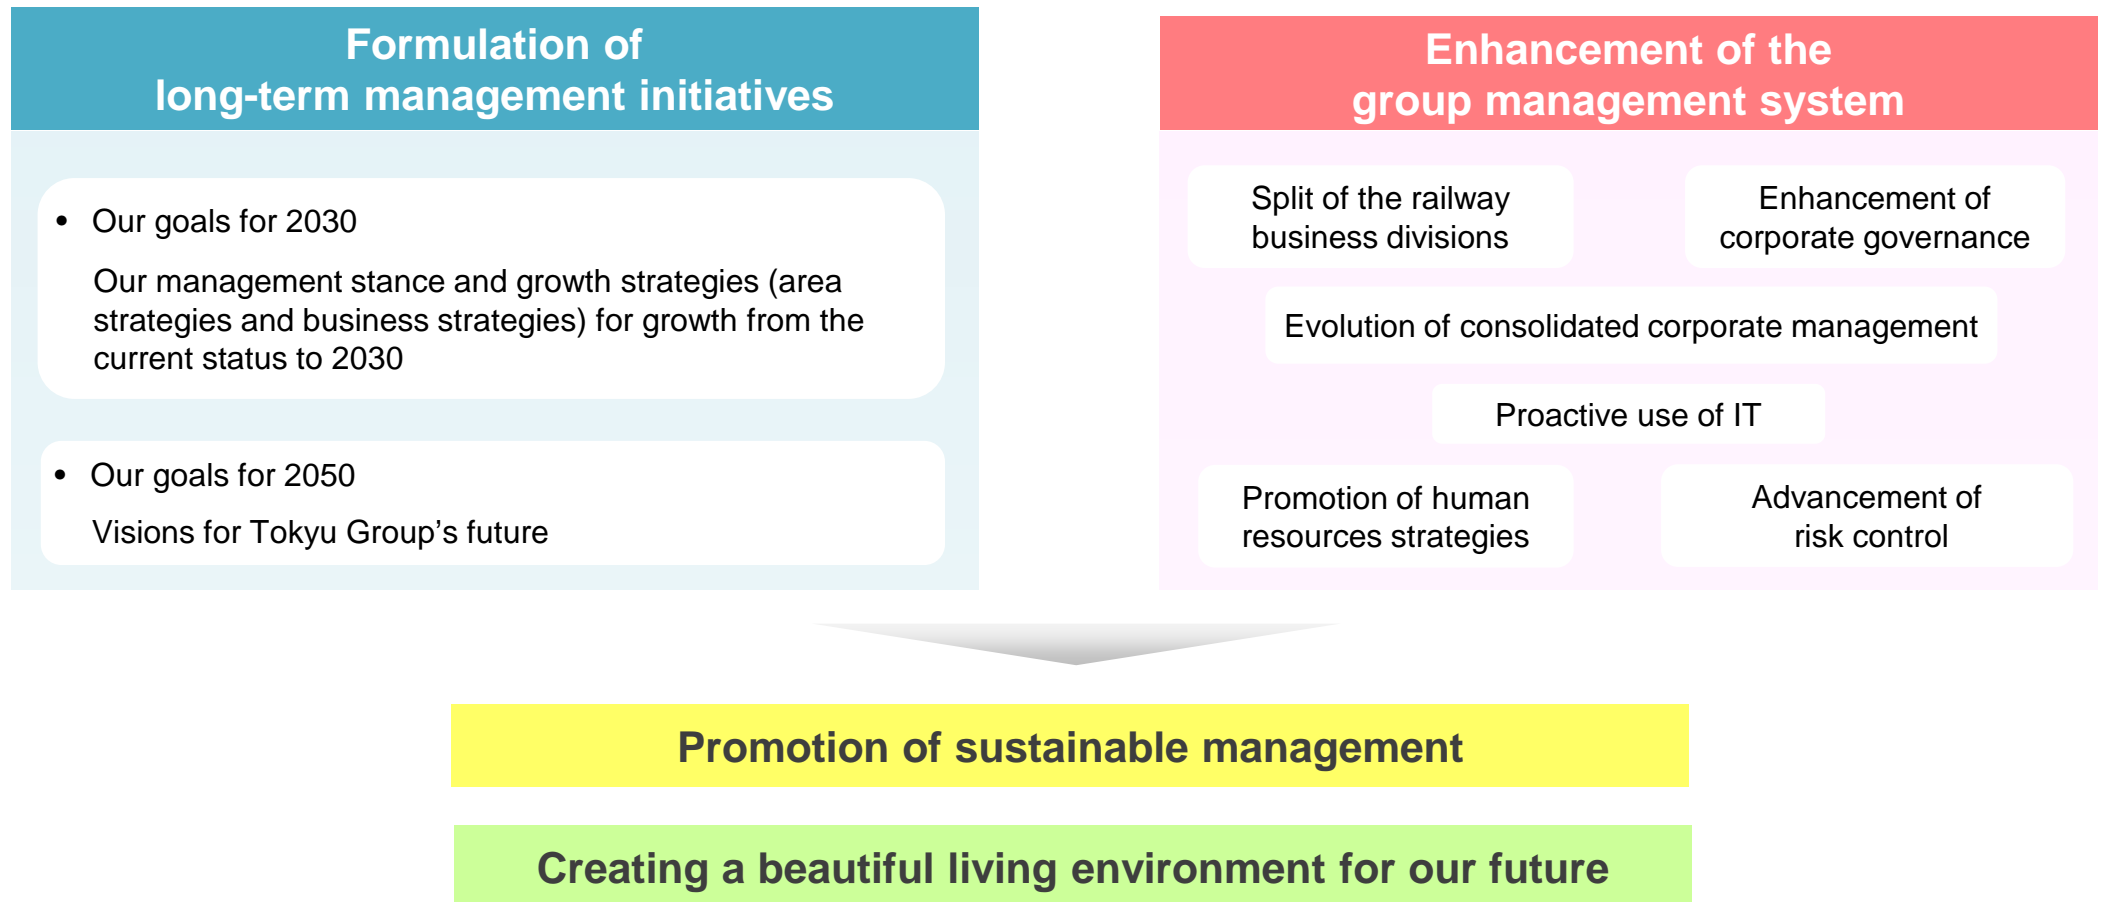 Formulation of
long-term management initiatives
• Our goals for 2030
Our management stance and growth strategies (area
strategies and business strategies) for growth from the
current status to 2030
• Our goals for 2050
Visions for Tokyu Group’s future
Enhancement of the
group management system
Split of the railway
business divisions
Enhancement of
corporate governance
Evolution of consolidated corporate management
Proactive use of IT
Promotion of human
resources strategies
Advancement of
risk control
Promotion of sustainable management
Creating a beautiful living environment for our future